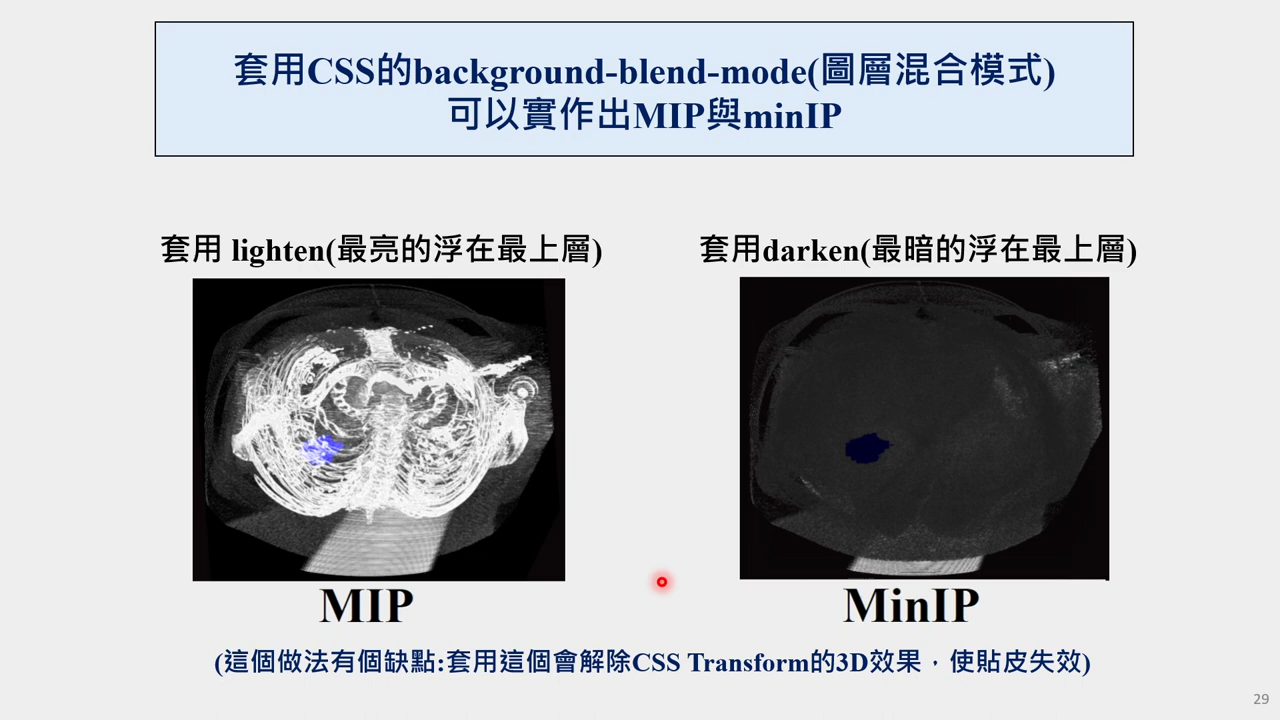 套用CSS的background-blend-mode(圖層混合模式)
可以實作出MIP與minIP
套用 lighten(最亮的浮在最上層)
套用darken(最暗的浮在最上層)
MIP
MinIP
(這個做法有個缺點:套用這個會解除CSS Transform的3D效果，使貼皮失效)
29